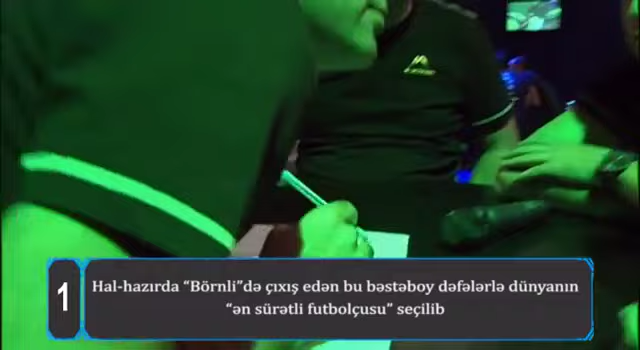 1
Hal-hazırda “Börnli”də çıxış edən bu bəstəboy dəfələrlə dünyanın
“ən sürətli futbolçusu” seçilib